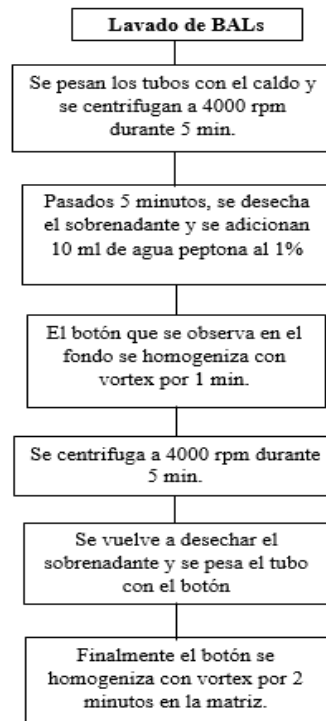 Lavado de BALs
Se pesan los tubos con el caldo y
se centrifugan a 4000 rpm
durante 5 min.
Pasados 5 minutos, se desecha
el sobrenadante y se adicionan
10 ml de agua peptona al 1%
El botón que se observa en el
fondo se homogeniza con
vortex por 1 min.
Se centrifuga a 4000 rpm durante
5 min.
Se vuelve a desechar el
sobrenadante y se pesa el tubo
con el botón
Finalmente el botón se
homogeniza con vortex por 2
minutos en la matriz.